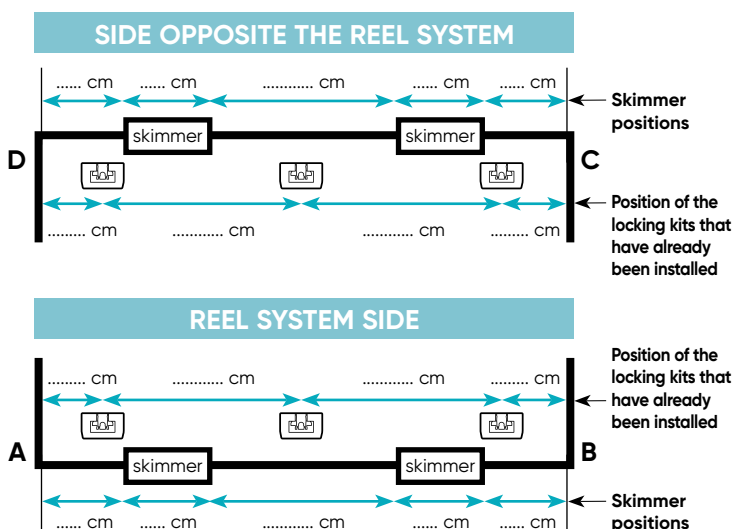 SIDE OPPOSITE THE REEL SYSTEM
...... cm ...... cm ............ cm ...... cm ...... cm
Skimmer
positions
skimmer skimmer
D C
Position of the
locking kits that
have already
been installed
......... cm ............ cm ............ cm ......... cm
REEL SYSTEM SIDE
Position of the
locking kits that
have already
been installed
......... cm ............ cm ............ cm ......... cm
A B
skimmer skimmer
Skimmer
positions
...... cm ...... cm ............ cm ...... cm ...... cm